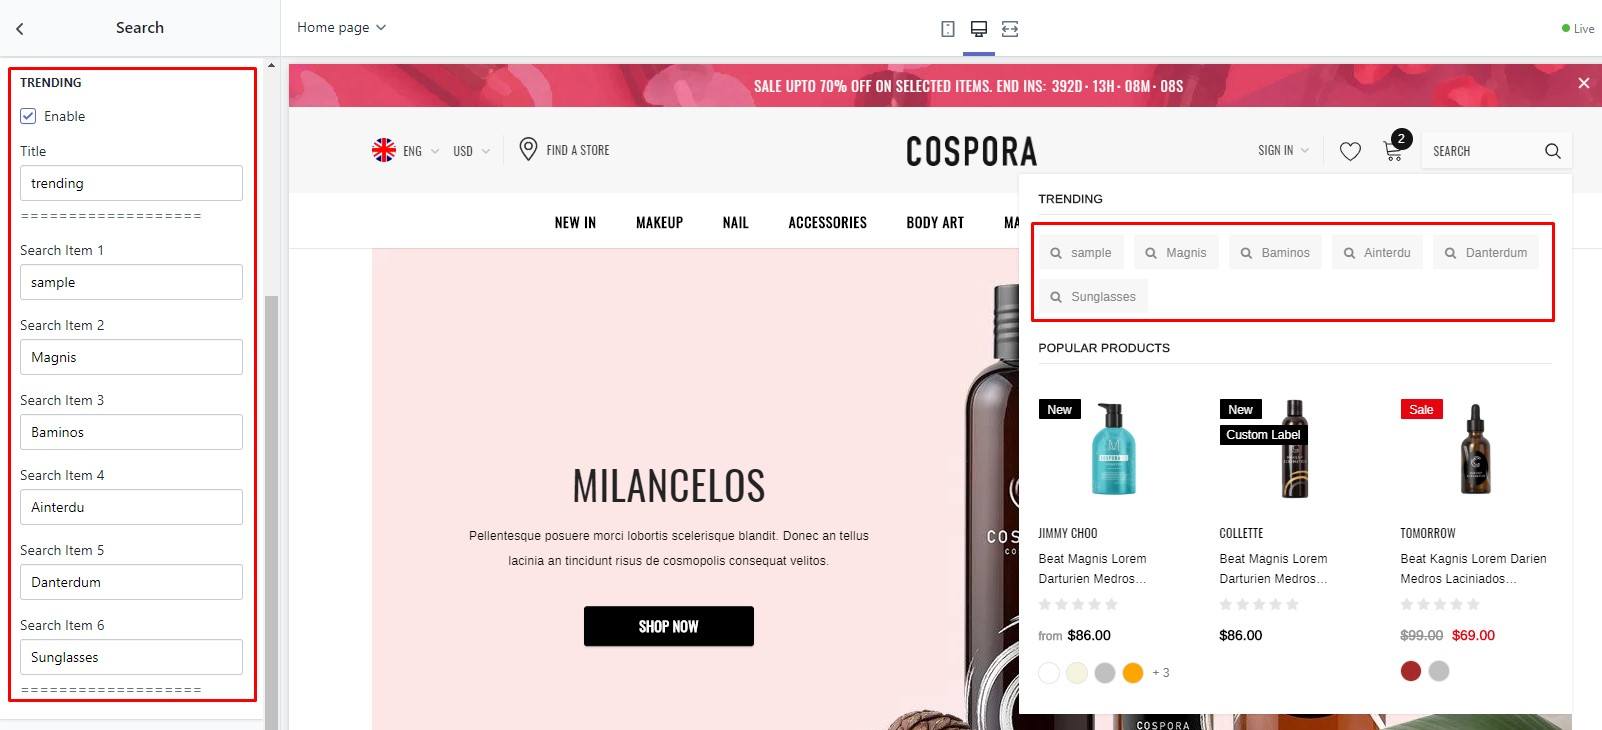 Search
Home page
Live
TRENDING
Enable
Title
trending
===================
Search Item 1
sample
Search Item 2
Magnis
Search Item 3
Baminos
Search Item 4
Ainterdu
Search Item 5
Danterdum
Search Item 6
Sunglasses
===================
SALE UPTO 70% OFF ON SELECTED ITEMS. END INS: 392D · 13H · 08M · 08S
ENG
USD
FIND A STORE
COSPORA
SIGN IN
2
SEARCH
NEW IN
MAKEUP
NAIL
ACCESSORIES
BODY ART
MA
MILANCELOS
Pellentesque posuere morci lobortis scelerisque blandit. Donec an tellus
lacinia an tincidunt risus de cosmopolis consequat velitos.
SHOP NOW
COS
TRENDING
sample
Magnis
Baminos
Ainterdu
Danterdum
Sunglasses
POPULAR PRODUCTS
New
COSPORA
JIMMY CHOO
Beat Magnis Lorem
Darturien Medros...
from $86.00
+ 3
New
Custom Label
COLLETTE
Beat Magnis Lorem
Darturien Medros...
$86.00
Sale
TOMORROW
Beat Kagnis Lorem Darien
Medros Laciniados...
$99.00 $69.00
COSPORA